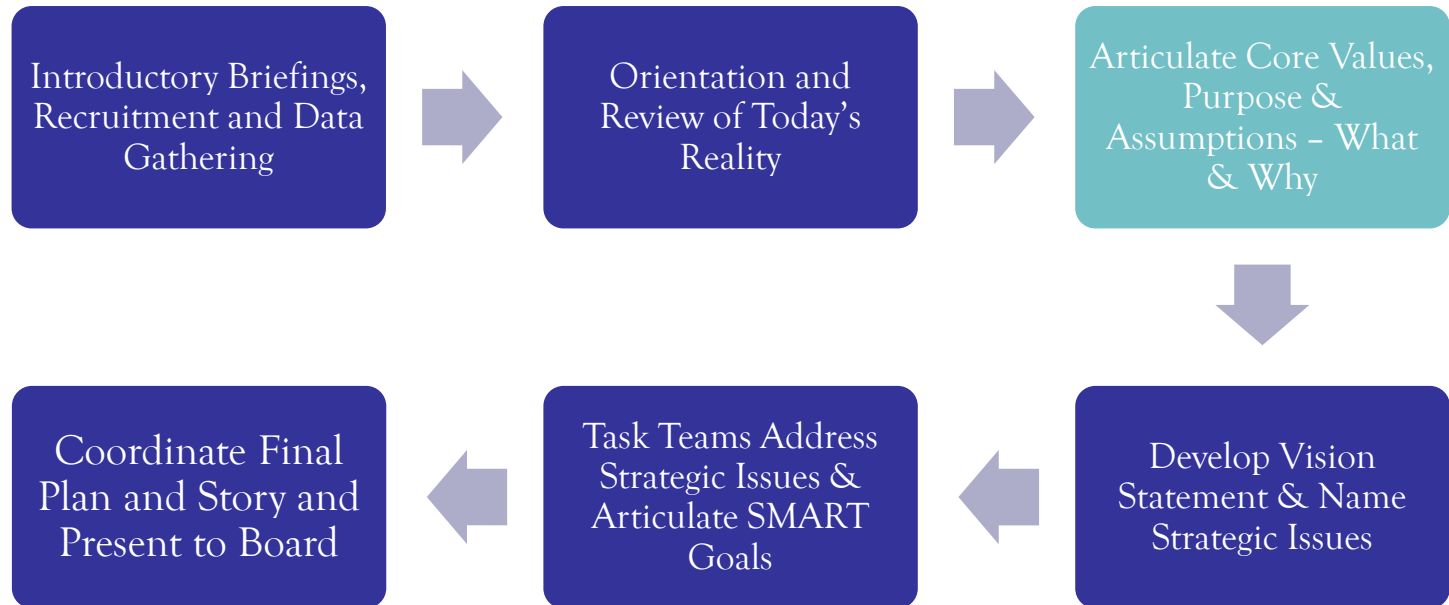 Introductory Briefings,
Recruitment and Data
Gathering
Orientation and
Review of Today's
Reality
Articulate Core Values,
Purpose &
Assumptions – What
& Why
Develop Vision
Statement & Name
Strategic Issues
Task Teams Address
Strategic Issues &
Articulate SMART
Goals
Coordinate Final
Plan and Story and
Present to Board